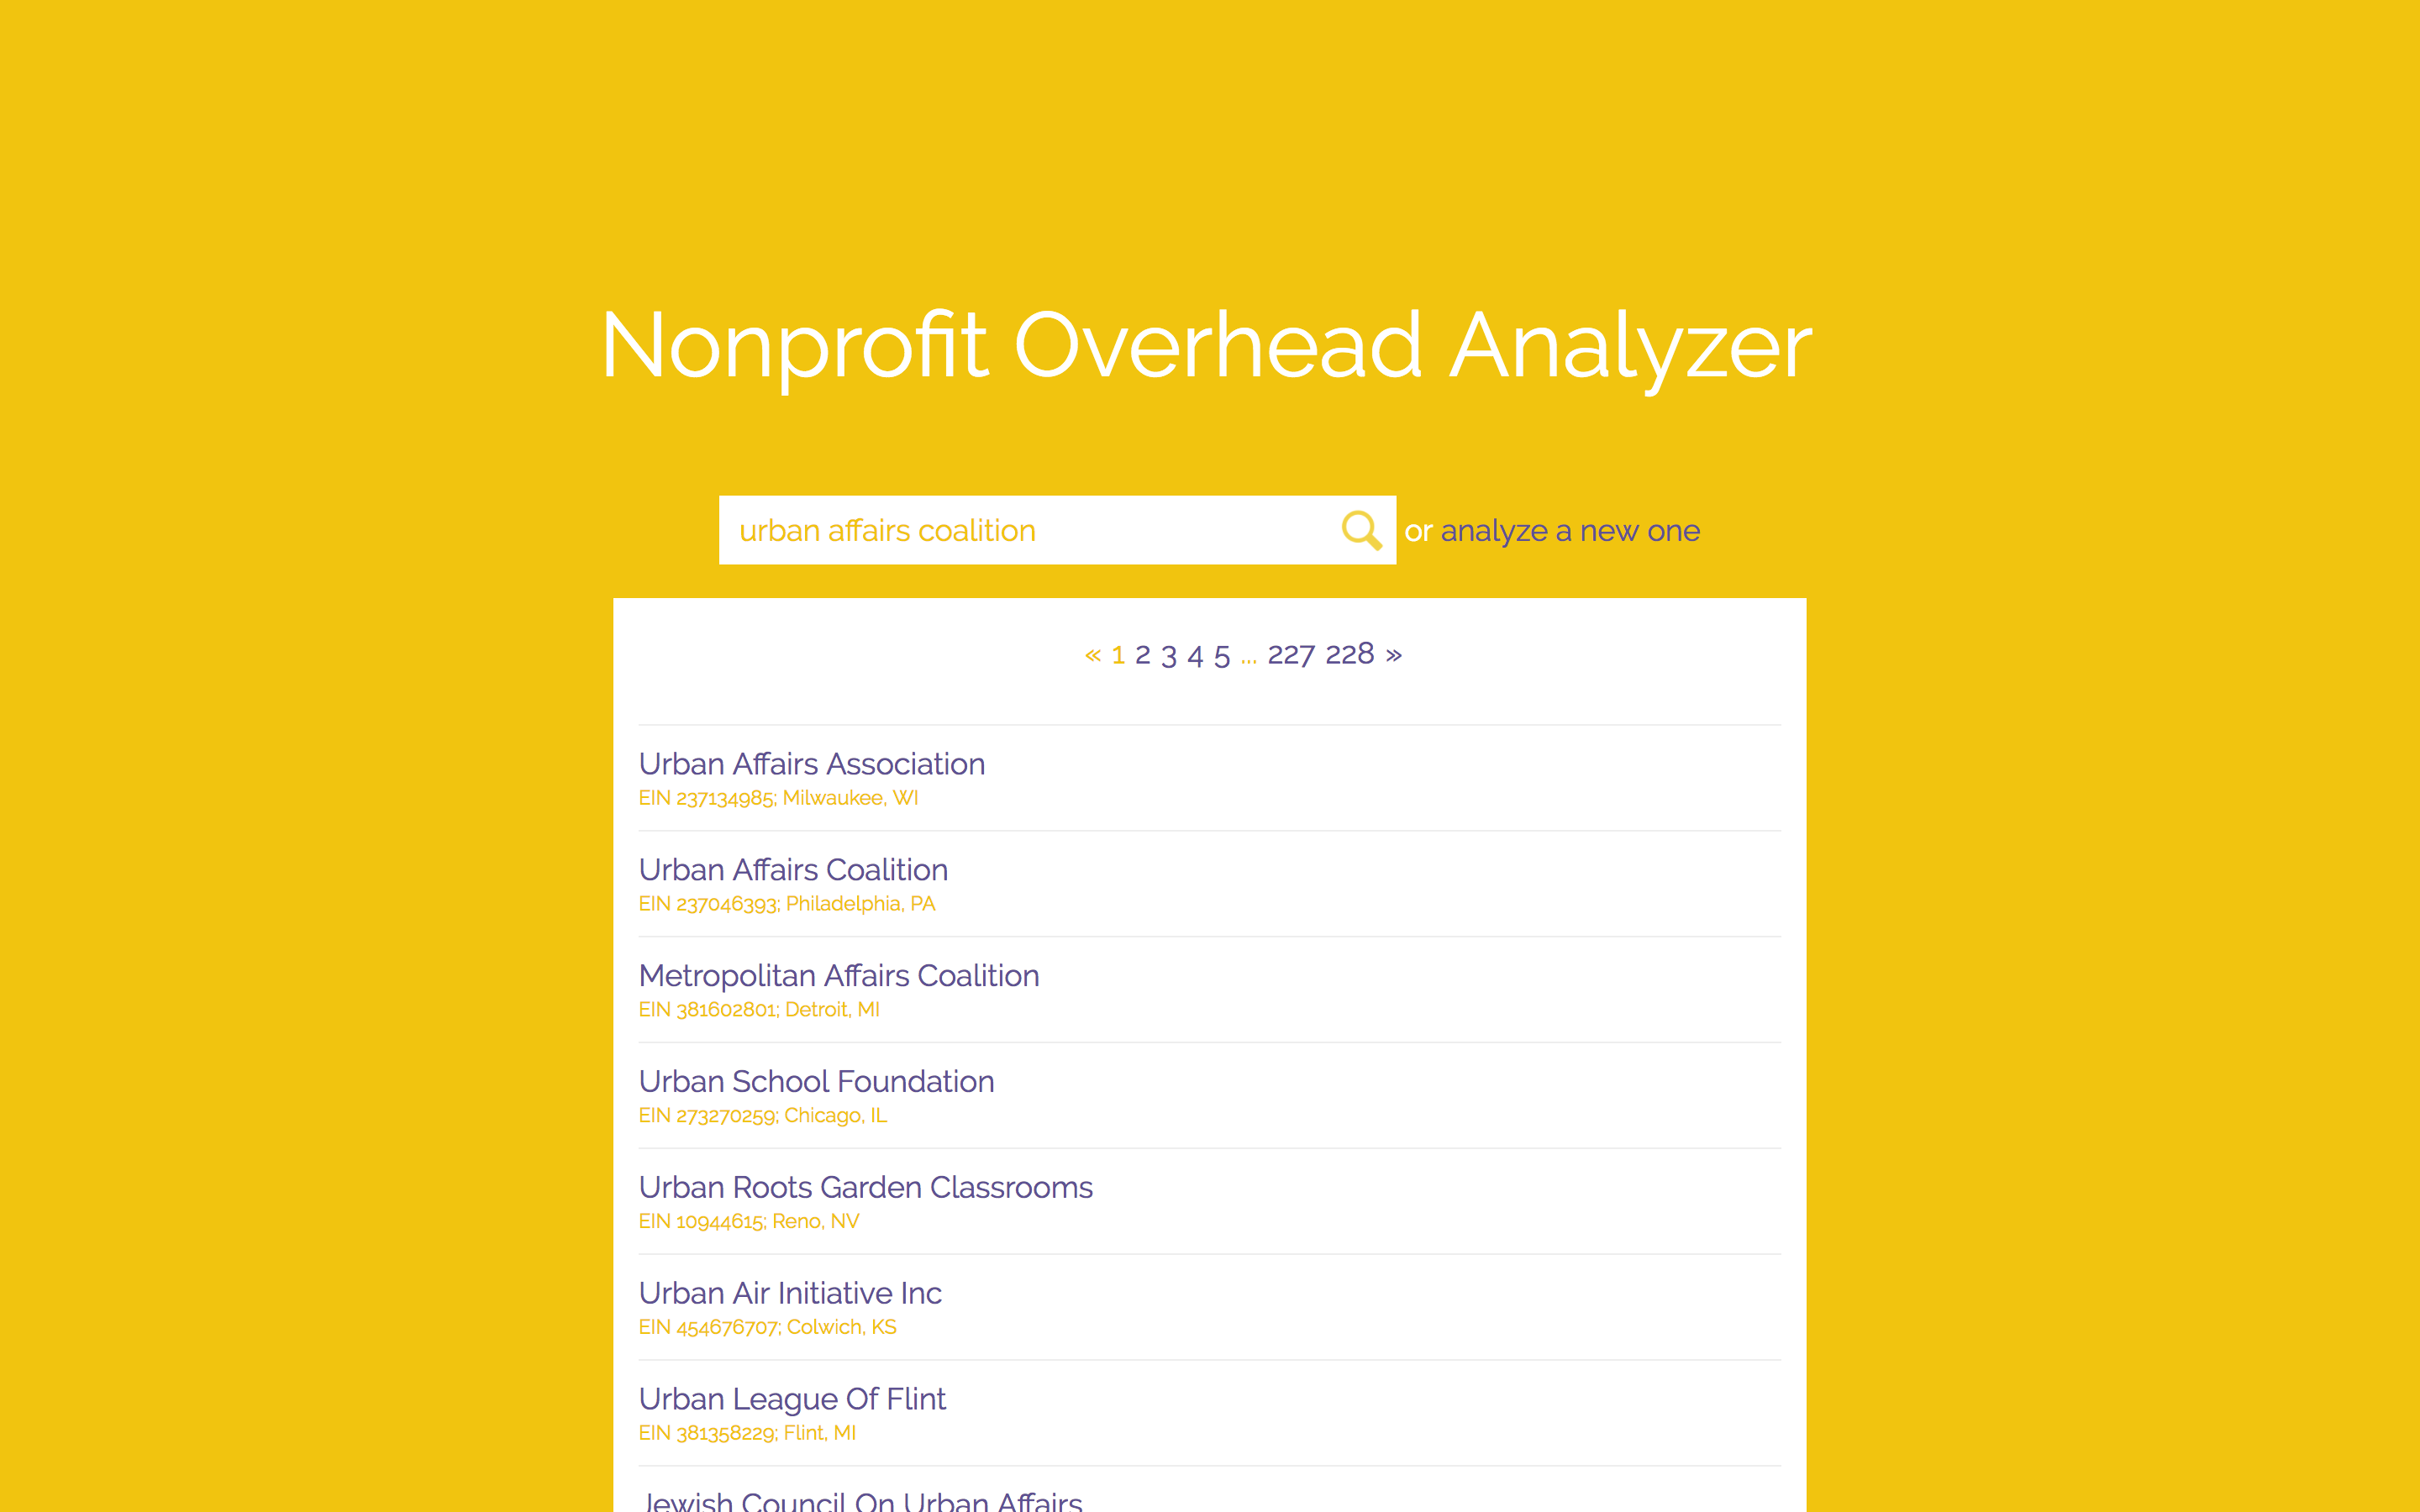 Nonprofit Overhead Analyzer
urban affairs coalition or analyze a new one
« 1 2 3 4 5 ... 227 228 »
Urban Affairs Association
EIN 237134985; Milwaukee, WI
Urban Affairs Coalition
EIN 237046393; Philadelphia, PA
Metropolitan Affairs Coalition
EIN 381602801; Detroit, MI
Urban School Foundation
EIN 273270259; Chicago, IL
Urban Roots Garden Classrooms
EIN 10944615; Reno, NV
Urban Air Initiative Inc
EIN 454676707; Colwich, KS
Urban League Of Flint
EIN 381358229; Flint, MI
Jewish Council On Urban Affairs